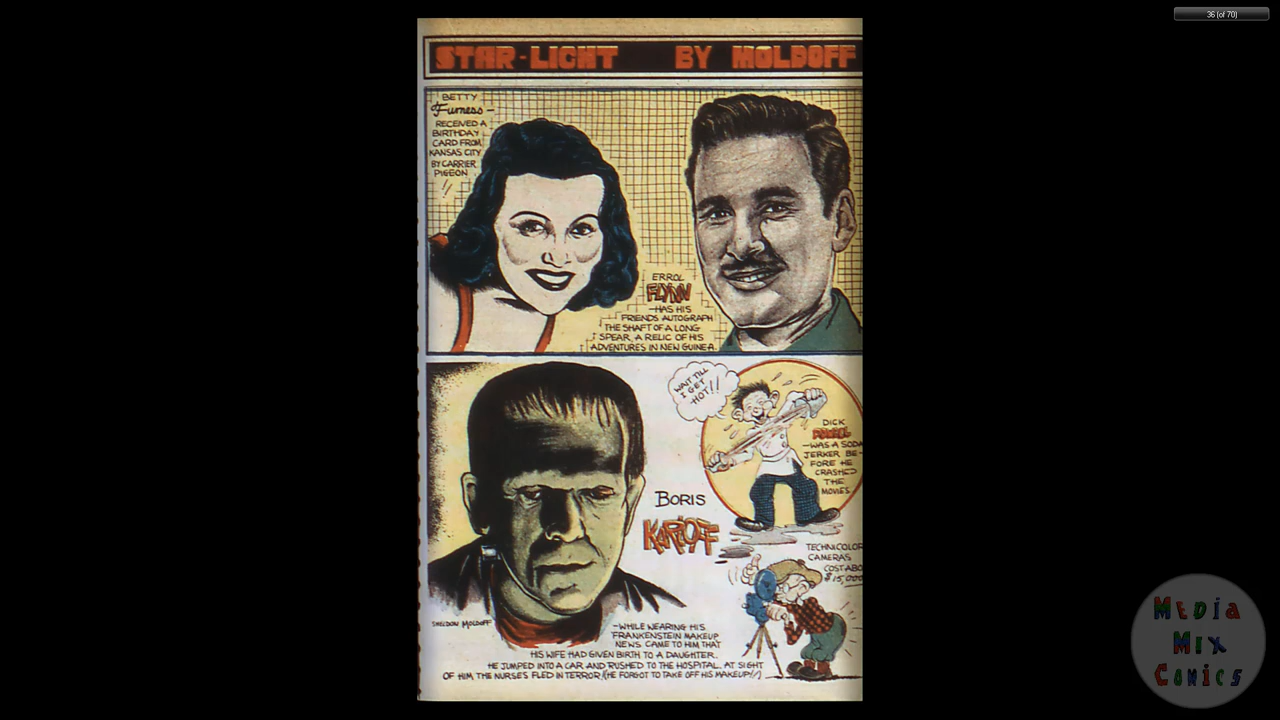 36 (of 70)
STAR-LIGHT BY MOLDOFF
BETTY
Furness —
RECEIVED A
BIRTHDAY
CARD FROM
KANSAS CITY
BY CARRIER
PIGEON
!!
ERROL
FLYNN
—HAS HIS
FRIENDS AUTOGRAPH
THE SHAFT OF A LONG
SPEAR, A RELIC OF HIS
ADVENTURES IN NEW GUINEA.
WAIT TILL
I GET
HOT!!
DICK
POWELL
—WAS A SODA
JERKER BE-
FORE HE
CRASHED
THE
MOVIES.
BORIS
KARLOFF
TECHNICOLOR
CAMERAS
COST ABO
$15,000
SHELDON MOLDOFF
—WHILE WEARING HIS
FRANKENSTEIN MAKEUP
NEWS CAME TO HIM THAT
HIS WIFE HAD GIVEN BIRTH TO A DAUGHTER.
HE JUMPED INTO A CAR AND RUSHED TO THE HOSPITAL. AT SIGHT
OF HIM THE NURSES FLED IN TERROR! (HE FORGOT TO TAKE OFF HIS MAKEUP!!)
MEDIA
MIX
COMICS